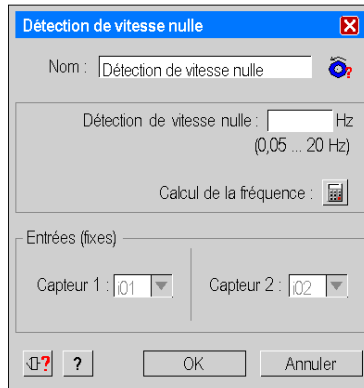 Détection de vitesse nulle
Nom : Détection de vitesse nulle
Détection de vitesse nulle : Hz
(0,05 ... 20 Hz)
Calcul de la fréquence :
Entrées (fixes)
Capteur 1 : i01 Capteur 2 : i02
? ? OK Annuler